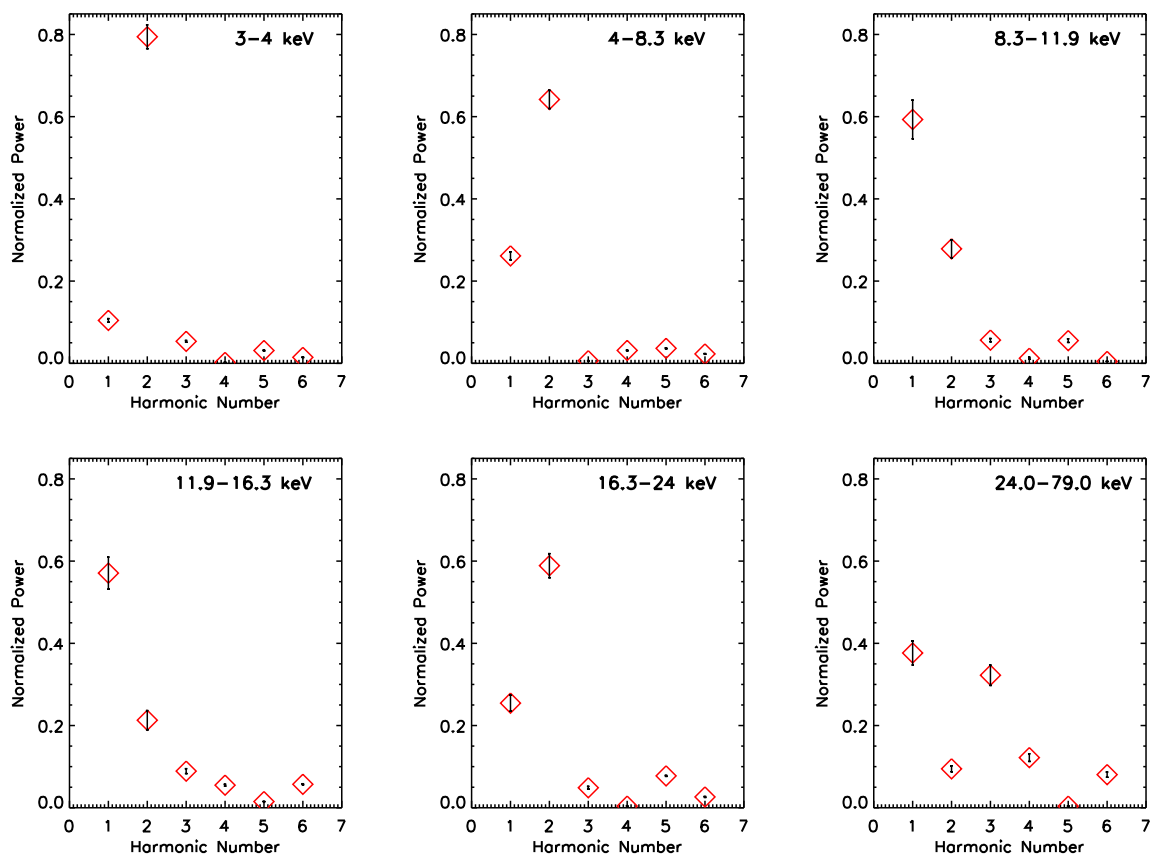 3−4 keV
0.8
0.6
0.4
0.2
0.0
Normalized Power
0 1 2 3 4 5 6 7
Harmonic Number
4−8.3 keV
0.8
0.6
0.4
0.2
0.0
Normalized Power
0 1 2 3 4 5 6 7
Harmonic Number
8.3−11.9 keV
0.8
0.6
0.4
0.2
0.0
Normalized Power
0 1 2 3 4 5 6 7
Harmonic Number
11.9−16.3 keV
0.8
0.6
0.4
0.2
0.0
Normalized Power
0 1 2 3 4 5 6 7
Harmonic Number
16.3−24 keV
0.8
0.6
0.4
0.2
0.0
Normalized Power
0 1 2 3 4 5 6 7
Harmonic Number
24.0−79.0 keV
0.8
0.6
0.4
0.2
0.0
Normalized Power
0 1 2 3 4 5 6 7
Harmonic Number